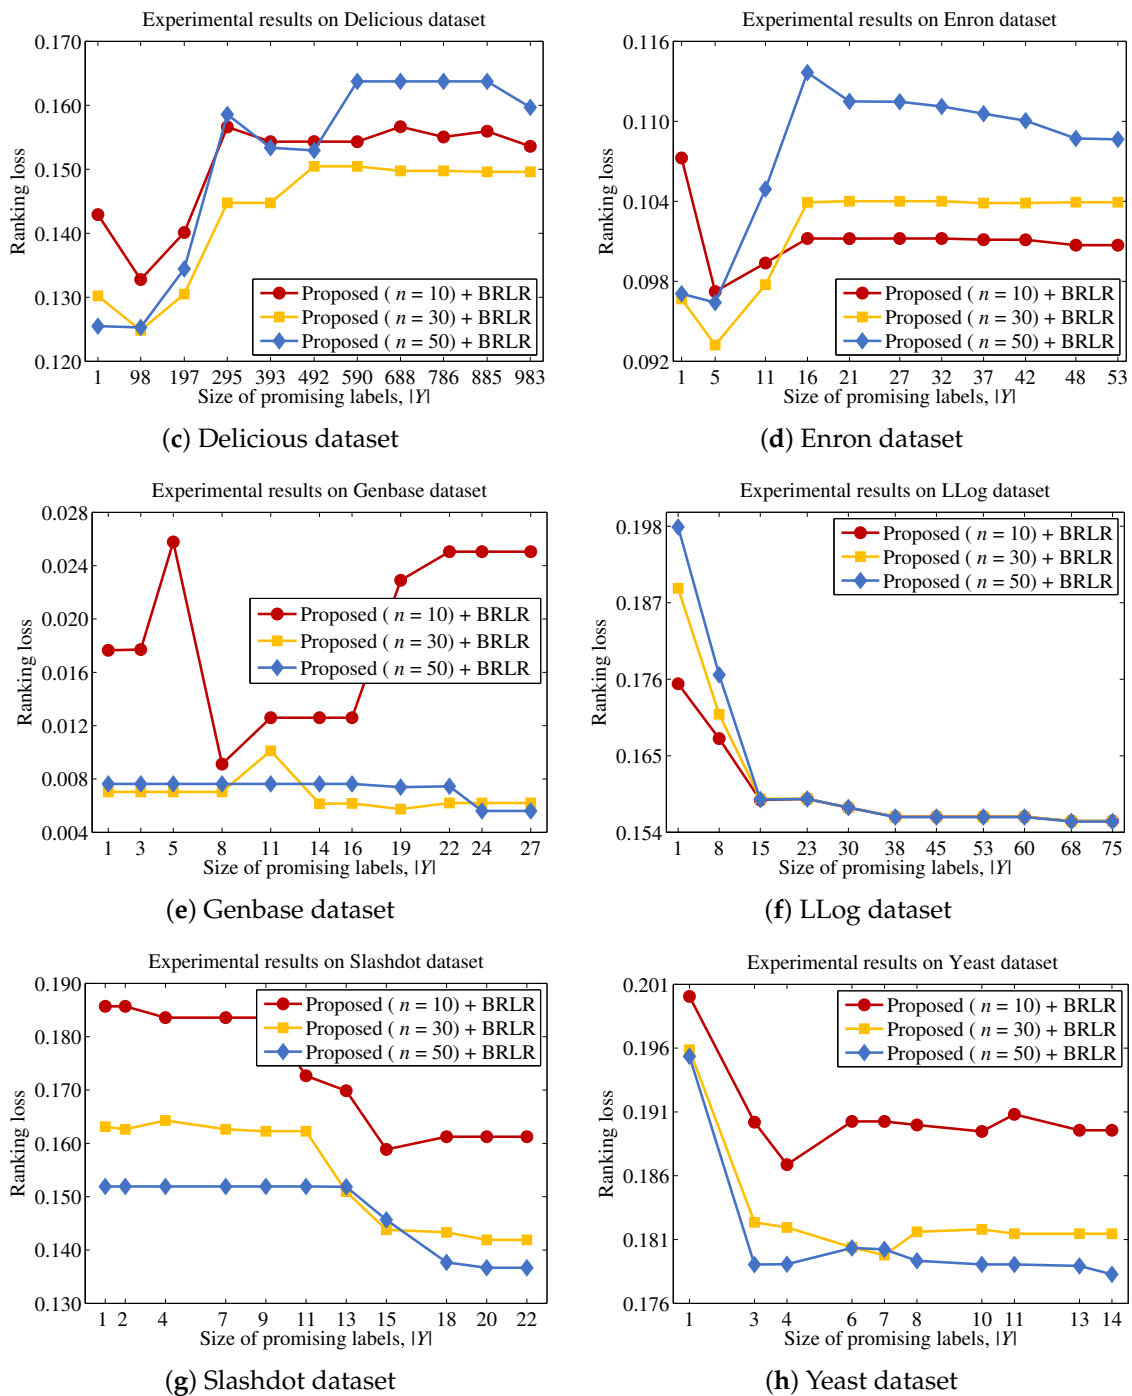 Experimental results on Delicious dataset
0.170
0.160
0.150
0.140
0.130
0.120
Ranking loss
Proposed ( n = 10) + BRLR
Proposed ( n = 30) + BRLR
Proposed ( n = 50) + BRLR
1 98 197 295 393 492 590 688 786 885 983
Size of promising labels, |Y|
(c) Delicious dataset
Experimental results on Enron dataset
0.116
0.110
0.104
0.098
0.092
Ranking loss
Proposed ( n = 10) + BRLR
Proposed ( n = 30) + BRLR
Proposed ( n = 50) + BRLR
1 5 11 16 21 27 32 37 42 48 53
Size of promising labels, |Y|
(d) Enron dataset
Experimental results on Genbase dataset
0.028
0.024
0.020
0.016
0.012
0.008
0.004
Ranking loss
Proposed ( n = 10) + BRLR
Proposed ( n = 30) + BRLR
Proposed ( n = 50) + BRLR
1 3 5 8 11 14 16 19 22 24 27
Size of promising labels, |Y|
(e) Genbase dataset
Experimental results on LLog dataset
0.198
0.187
0.176
0.165
0.154
Ranking loss
Proposed ( n = 10) + BRLR
Proposed ( n = 30) + BRLR
Proposed ( n = 50) + BRLR
1 8 15 23 30 38 45 53 60 68 75
Size of promising labels, |Y|
(f) LLog dataset
Experimental results on Slashdot dataset
0.190
0.180
0.170
0.160
0.150
0.140
0.130
Ranking loss
Proposed ( n = 10) + BRLR
Proposed ( n = 30) + BRLR
Proposed ( n = 50) + BRLR
1 2 4 7 9 11 13 15 18 20 22
Size of promising labels, |Y|
(g) Slashdot dataset
Experimental results on Yeast dataset
0.201
0.196
0.191
0.186
0.181
0.176
Ranking loss
Proposed ( n = 10) + BRLR
Proposed ( n = 30) + BRLR
Proposed ( n = 50) + BRLR
1 3 4 6 7 8 10 11 13 14
Size of promising labels, |Y|
(h) Yeast dataset